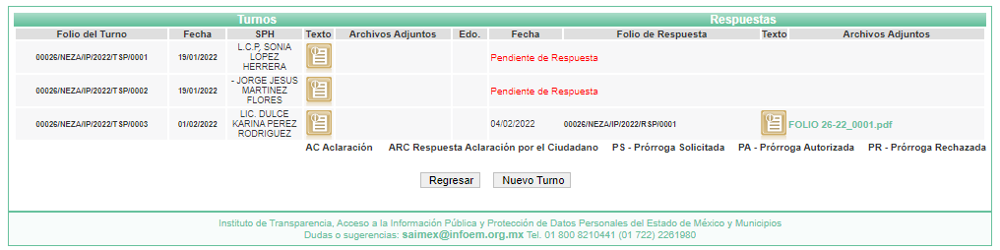 Turnos Respuestas
Folio del Turno Fecha SPH Texto Archivos Adjuntos Edo. Fecha Folio de Respuesta Texto Archivos Adjuntos
00026/NEZA/IP/2022/TSP/0001 19/01/2022 L.C.P, SONIA LÓPEZ HERRERA Pendiente de Respuesta
00026/NEZA/IP/2022/TSP/0002 19/01/2022 - JORGE JESUS MARTINEZ FLORES Pendiente de Respuesta
00026/NEZA/IP/2022/TSP/0003 01/02/2022 LIC. DULCE KARINA PEREZ RODRIGUEZ 04/02/2022 00026/NEZA/IP/2022/RSP/0001 FOLIO 26-22_0001.pdf
AC Aclaración ARC Respuesta Aclaración por el Ciudadano PS - Prórroga Solicitada PA - Prórroga Autorizada PR - Prórroga Rechazada
Regresar Nuevo Turno
Instituto de Transparencia, Acceso a la Información Pública y Protección de Datos Personales del Estado de México y Municipios
Dudas o sugerencias: saimex@infoem.org.mx Tel. 01 800 8210441 (01 722) 2261980